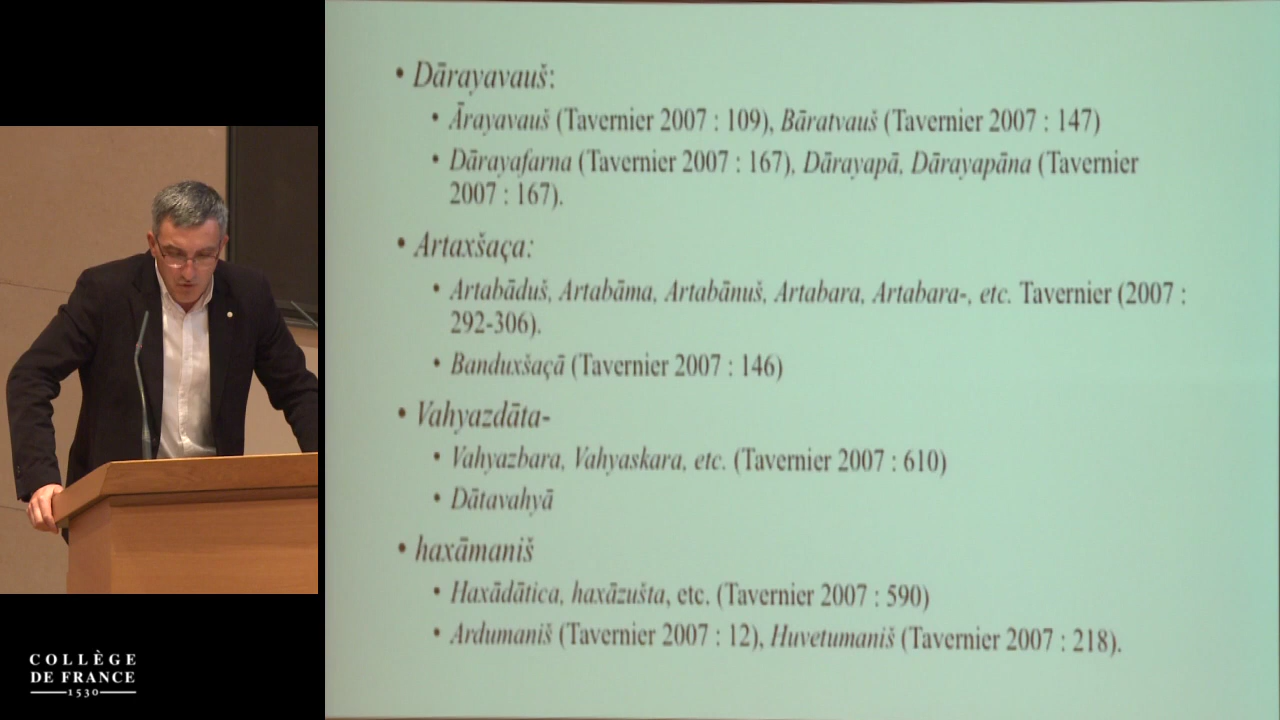 • Dārayavauš:
• Ārayavauš (Tavernier 2007 : 109), Bāratvauš (Tavernier 2007 : 147)
• Dārayafarna (Tavernier 2007 : 167), Dārayapā, Dārayapāna (Tavernier
2007 : 167).
• Artaxšaça:
• Artabāduš, Artabāma, Artabānuš, Artabara, Artabara-, etc. Tavernier (2007 :
292-306).
• Banduxšaçā (Tavernier 2007 : 146)
• Vahyazdāta-
• Vahyazbara, Vahyaskara, etc. (Tavernier 2007 : 610)
• Dātavahyā
• haxāmaniš
• Haxādātica, haxāzušta, etc. (Tavernier 2007 : 590)
• Ardumaniš (Tavernier 2007 : 12), Huvetumaniš (Tavernier 2007 : 218).
COLLÈGE
DE FRANCE
1530